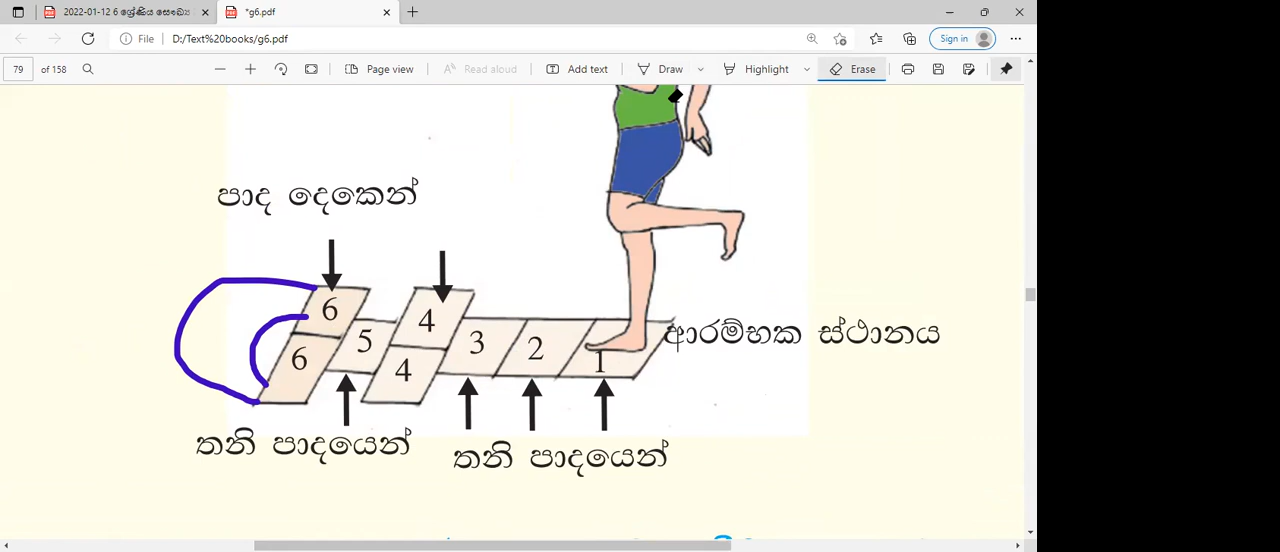 2022-01-12 6 ශ්‍රේණිය සෞඛ්‍ය
*g6.pdf
File D:/Text%20books/g6.pdf
Sign in
79 of 158
Page view
Read aloud
Add text
Draw
Highlight
Erase
පාද දෙකෙන්
6 4
5 3 2 1
6 4
ආරම්භක ස්ථානය
තනි පාදයෙන්
තනි පාදයෙන්